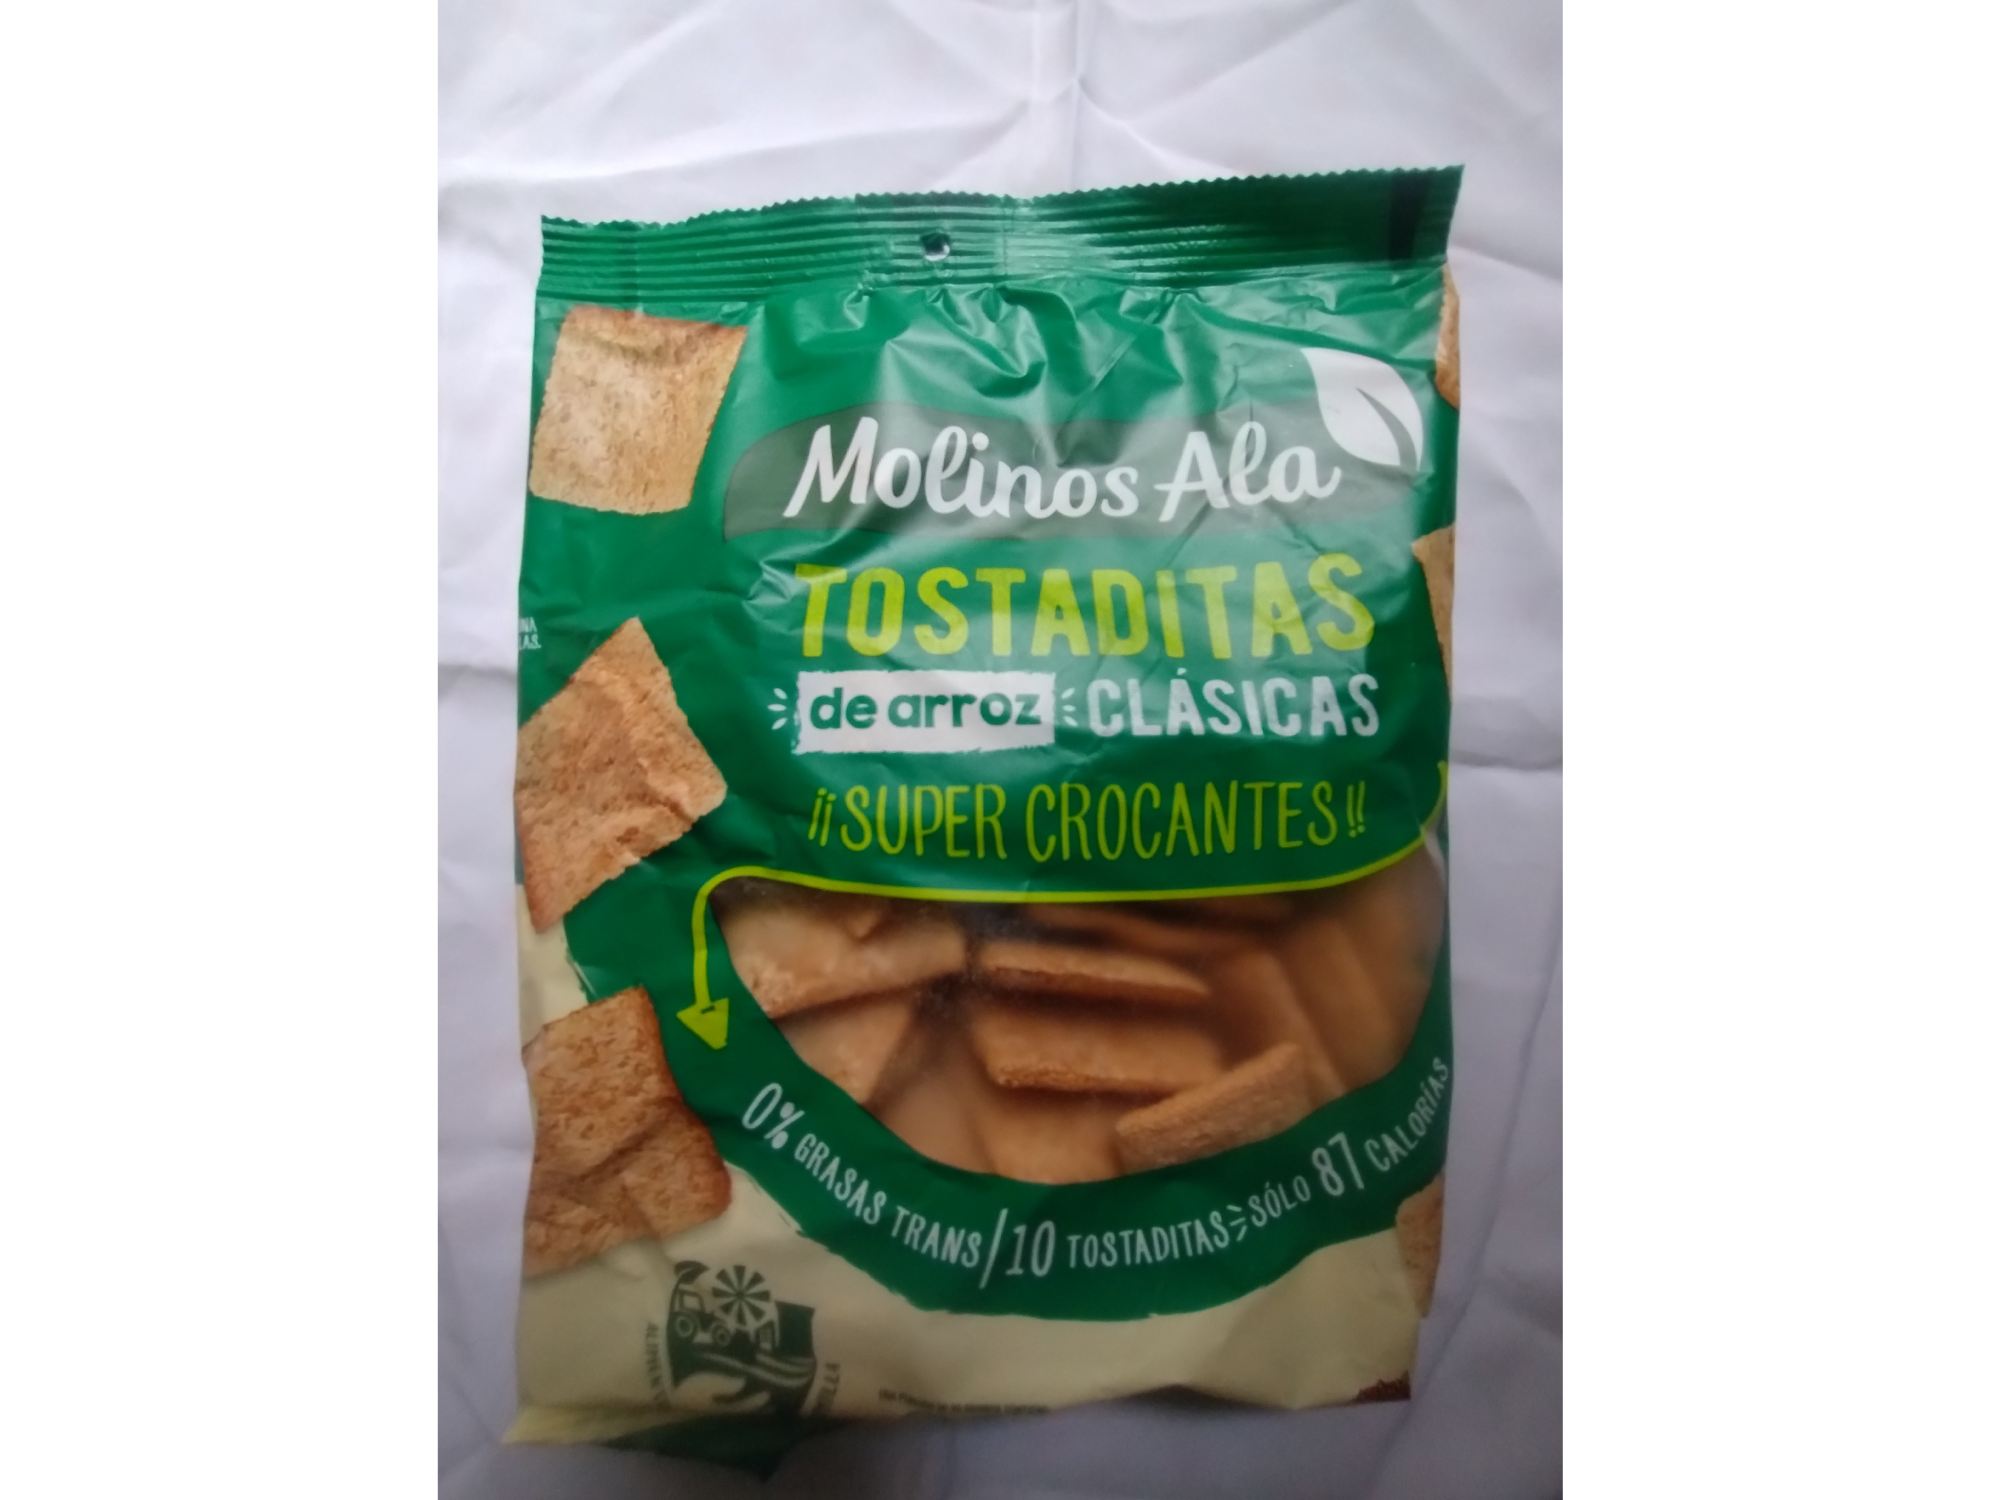 Molinos Ala
TOSTADITAS
de arroz CLÁSICAS
¡¡SUPER CROCANTES!!
0% GRASAS TRANS/10 TOSTADITAS SÓLO 87 CALORÍAS